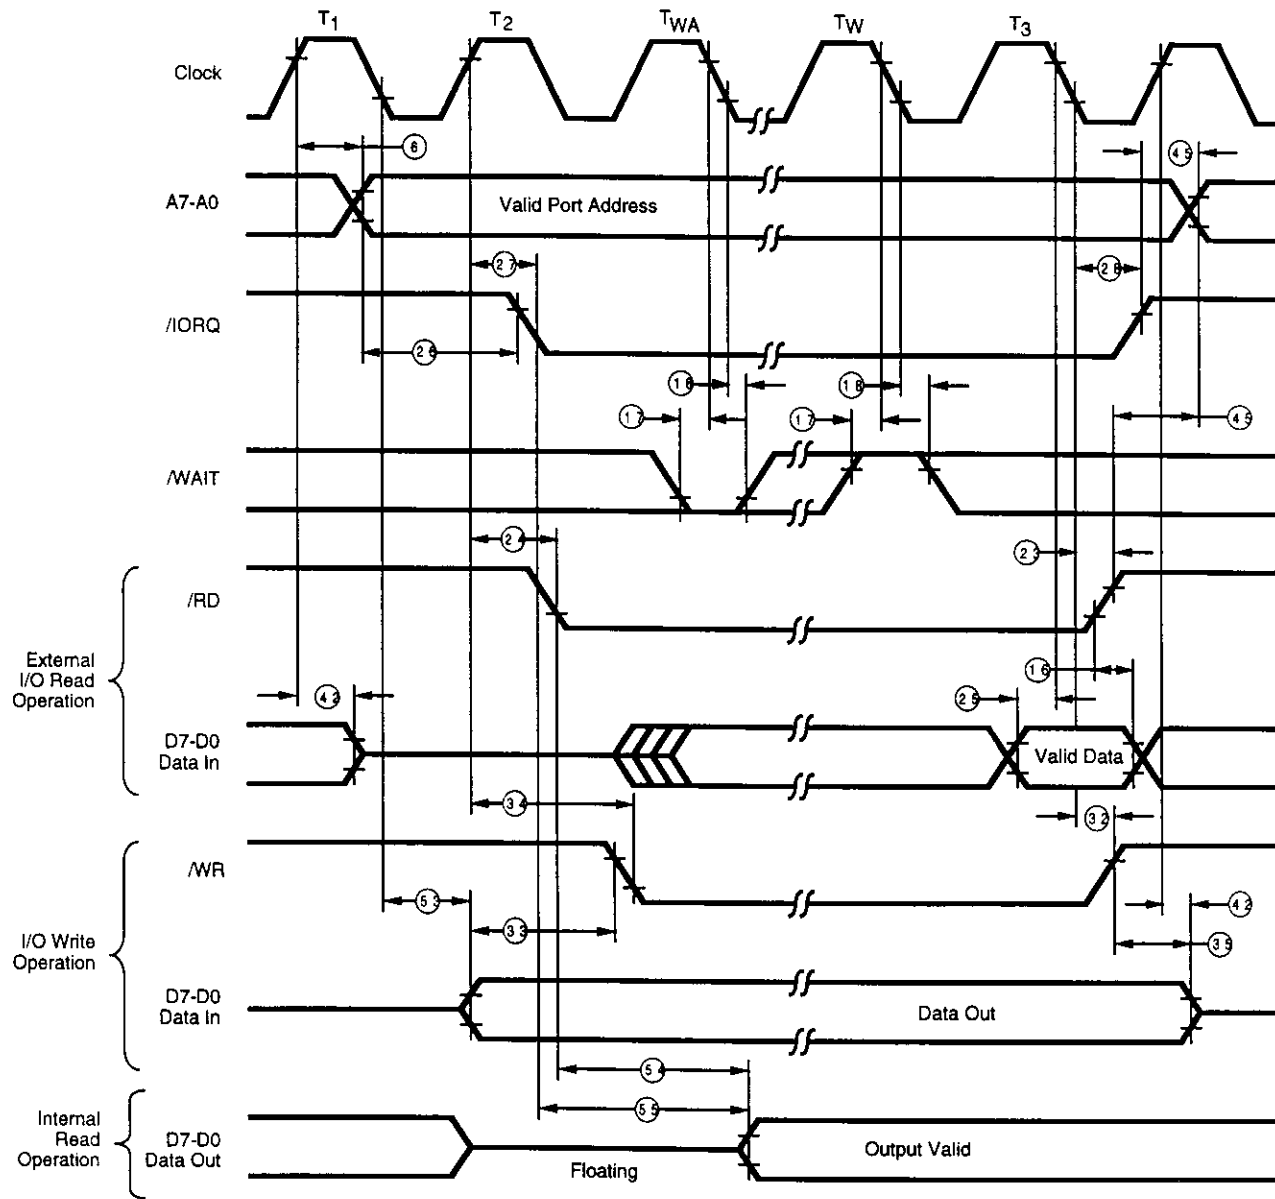 T1 T2 TWA TW T3
Clock
6
45
A7-A0
Valid Port Address
27
28
/IORQ
26
18
18
17
17
45
/WAIT
24
23
/RD
External
I/O Read
Operation
16
42
25
D7-D0
Data In
Valid Data
34
32
/WR
53
33
42
35
I/O Write
Operation
D7-D0
Data In
Data Out
54
55
Internal
Read
Operation
D7-D0
Data Out
Floating
Output Valid